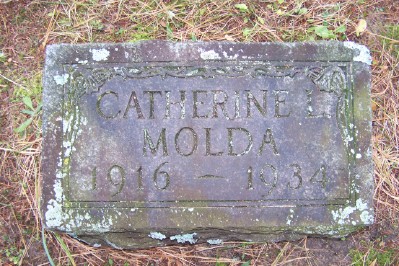 CATHERINE L.
MOLDA
1916 — 1934